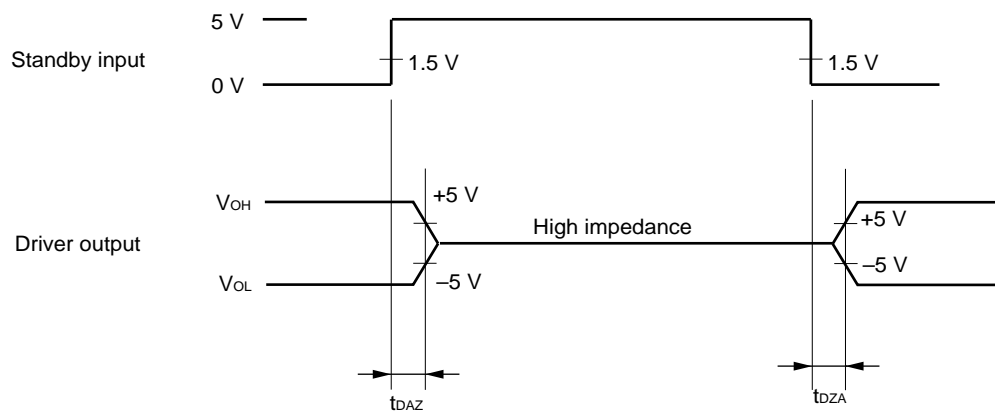 5 V
Standby input
1.5 V
1.5 V
0 V
VOH
+5 V
+5 V
Driver output
High impedance
VOL
–5 V
–5 V
tDAZ
tDZA